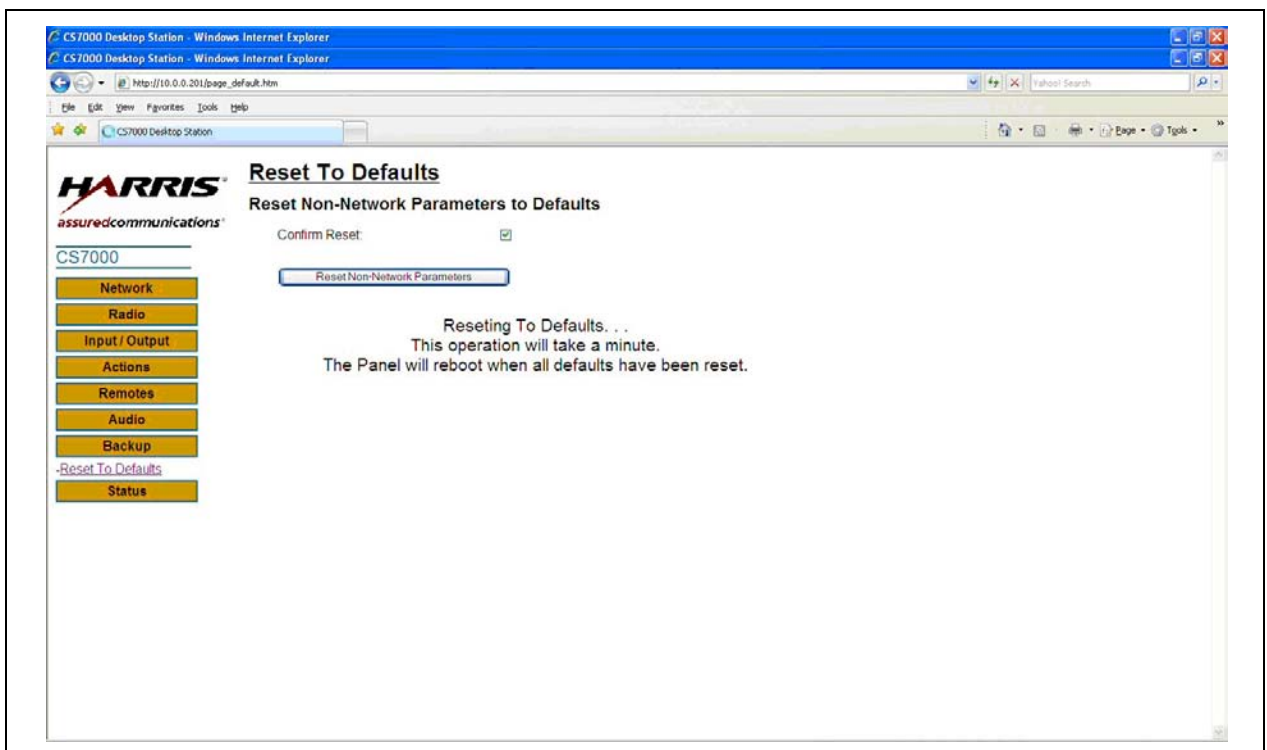 CS7000 Desktop Station - Windows Internet Explorer
CS7000 Desktop Station - Windows Internet Explorer
http://10.0.0.201/page_default.htm
Yahoo! Search
File Edit View Favorites Tools Help
CS7000 Desktop Station
Page Tools »
HARRIS®
assuredcommunications®
CS7000
Network
Radio
Input / Output
Actions
Remotes
Audio
Backup
-Reset To Defaults
Status
Reset To Defaults
Reset Non-Network Parameters to Defaults
Confirm Reset:
Reset Non-Network Parameters
Reseting To Defaults. . .
This operation will take a minute.
The Panel will reboot when all defaults have been reset.